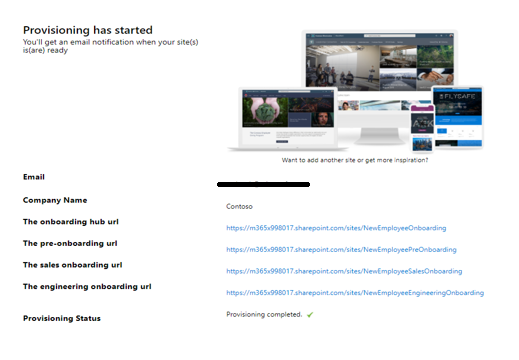 Provisioning has started
You'll get an email notification when your site(s)
is(are) ready
FLYCAFE
Want to add another site or get more inspiration?
Email
Company Name
Contoso
The onboarding hub url
https://m365x998017.sharepoint.com/sites/NewEmployeeOnboarding
The pre-onboarding url
https://m365x998017.sharepoint.com/sites/NewEmployeePreOnboarding
The sales onboarding url
https://m365x998017.sharepoint.com/sites/NewEmployeeSalesOnboarding
The engineering onboarding url
https://m365x998017.sharepoint.com/sites/NewEmployeeEngineeringOnboarding
Provisioning Status
Provisioning completed. ✔